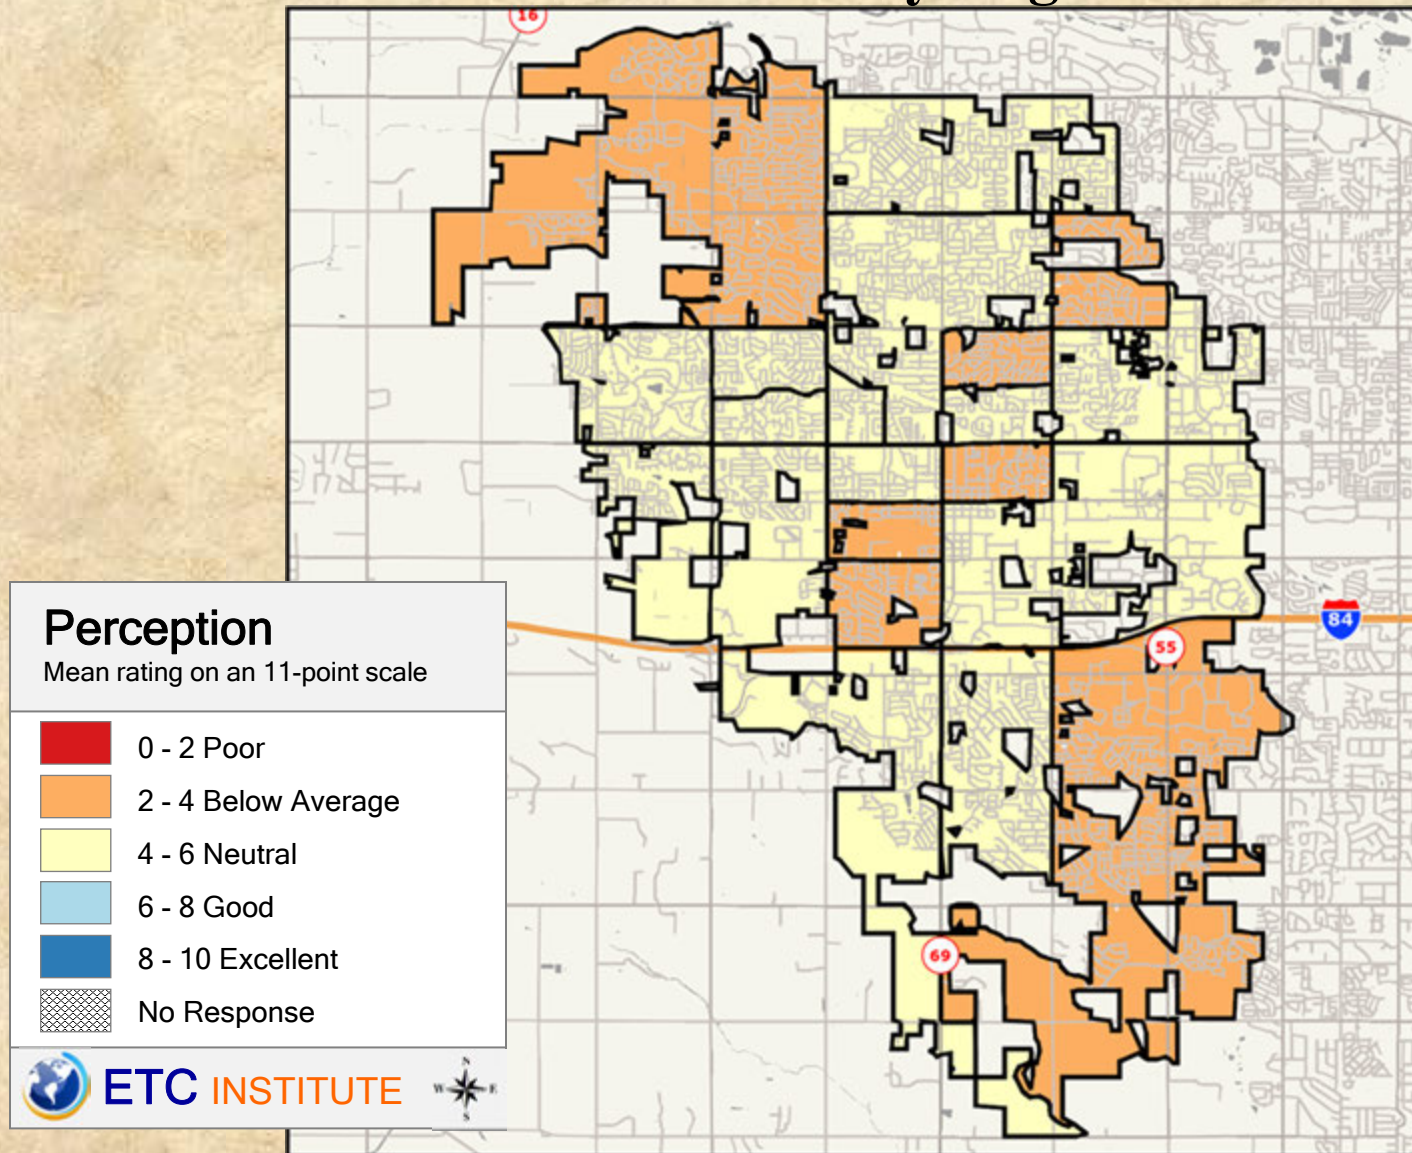 16
84
55
69
Perception
Mean rating on an 11-point scale
0 - 2 Poor
2 - 4 Below Average
4 - 6 Neutral
6 - 8 Good
8 - 10 Excellent
No Response
ETC INSTITUTE
N
W E
S